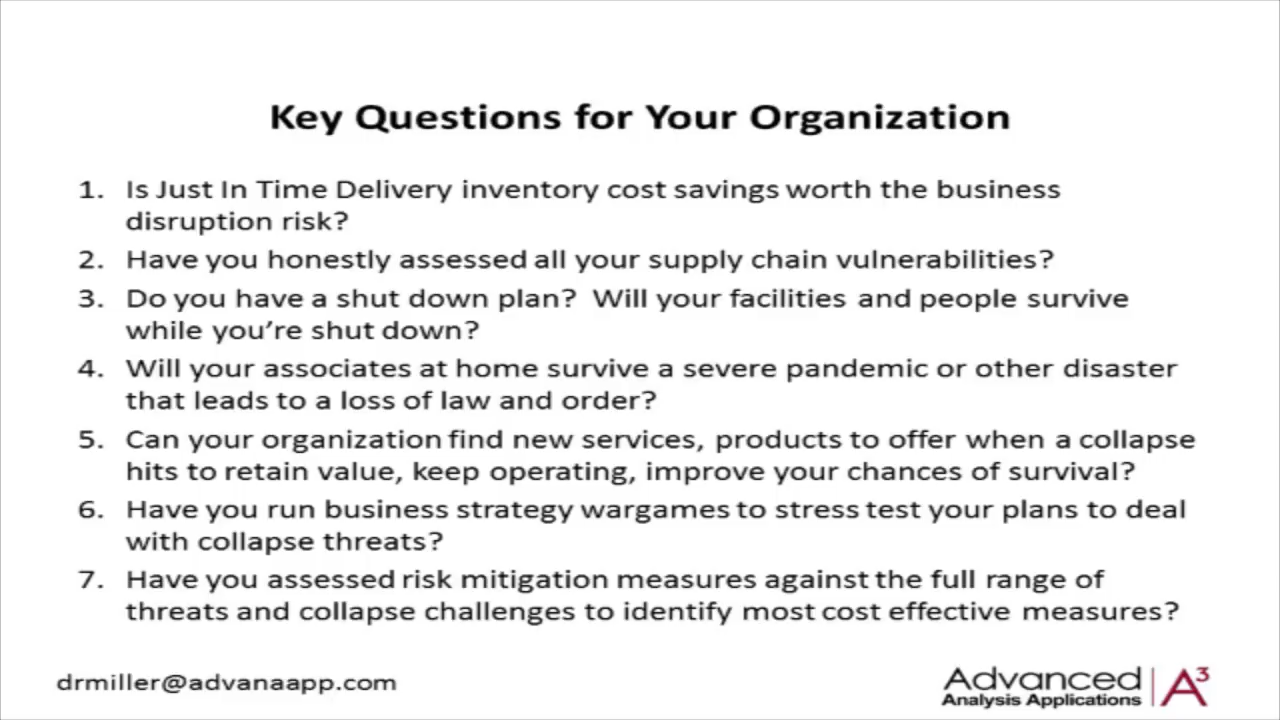 Key Questions for Your Organization
1. Is Just In Time Delivery inventory cost savings worth the business
disruption risk?
2. Have you honestly assessed all your supply chain vulnerabilities?
3. Do you have a shut down plan?  Will your facilities and people survive
while you’re shut down?
4. Will your associates at home survive a severe pandemic or other disaster
that leads to a loss of law and order?
5. Can your organization find new services, products to offer when a collapse
hits to retain value, keep operating, improve your chances of survival?
6. Have you run business strategy wargames to stress test your plans to deal
with collapse threats?
7. Have you assessed risk mitigation measures against the full range of
threats and collapse challenges to identify most cost effective measures?
drmiller@advanaapp.com
Advanced
Analysis Applications
A³